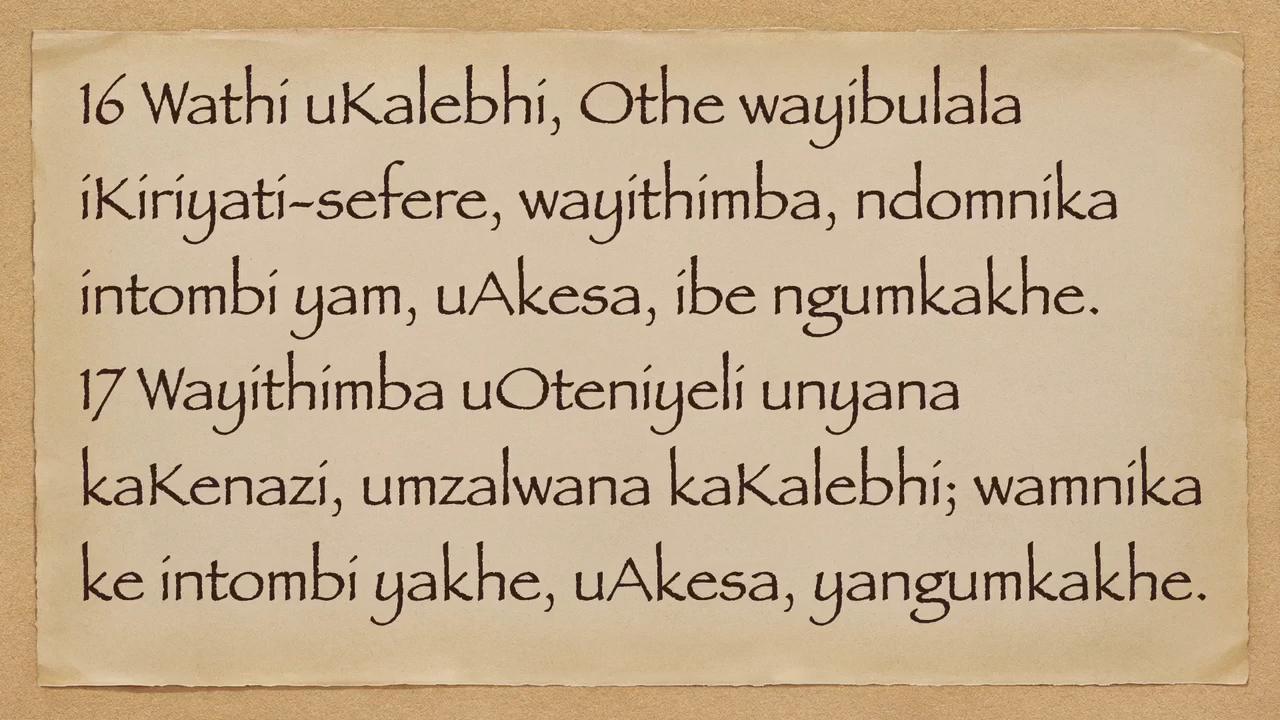 16 Wathi uKalebhi, Othe wayibulala
iKiriyati-sefere, wayithimba, ndomnika
intombi yam, uAkesa, ibe ngumkakhe.
17 Wayithimba uOteniyeli unyana
kaKenazi, umzalwana kaKalebhi; wamnika
ke intombi yakhe, uAkesa, yangumkakhe.